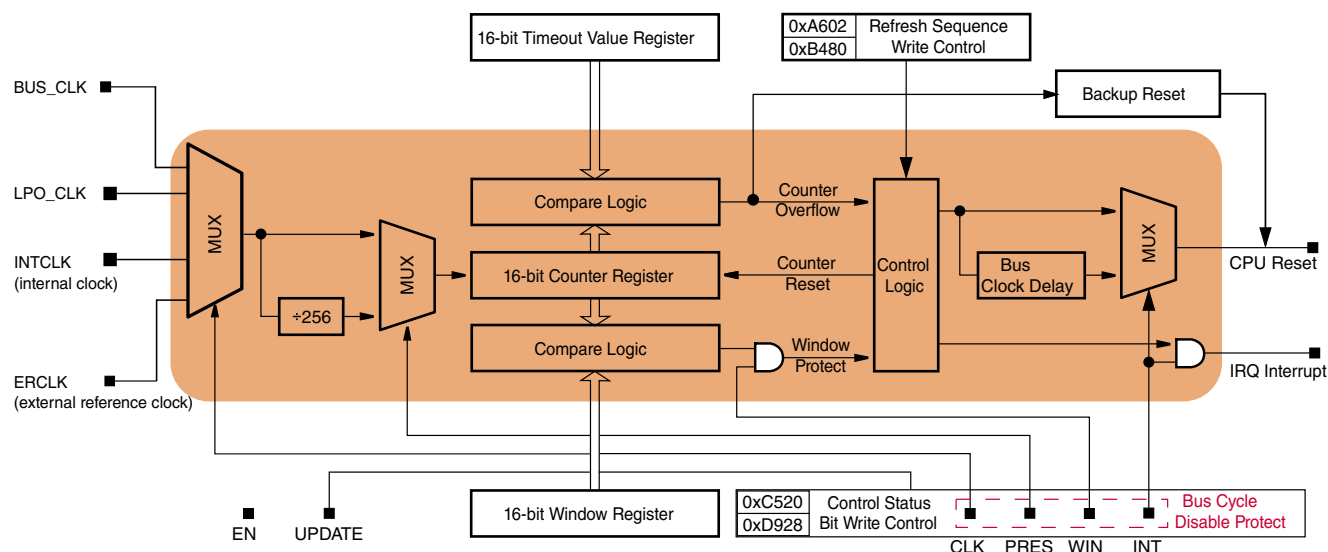 16-bit Timeout Value Register
0xA602
0xB480
Refresh Sequence
Write Control
BUS_CLK
Backup Reset
LPO_CLK
MUX
Compare Logic
Counter
Overflow
INTCLK
(internal clock)
MUX
16-bit Counter Register
Counter
Reset
Control
Logic
Bus
Clock Delay
MUX
CPU Reset
÷256
Compare Logic
Window
Protect
ERCLK
(external reference clock)
IRQ Interrupt
EN
UPDATE
16-bit Window Register
0xC520
0xD928
Control Status
Bit Write Control
Bus Cycle
Disable Protect
CLK
PRES
WIN
INT